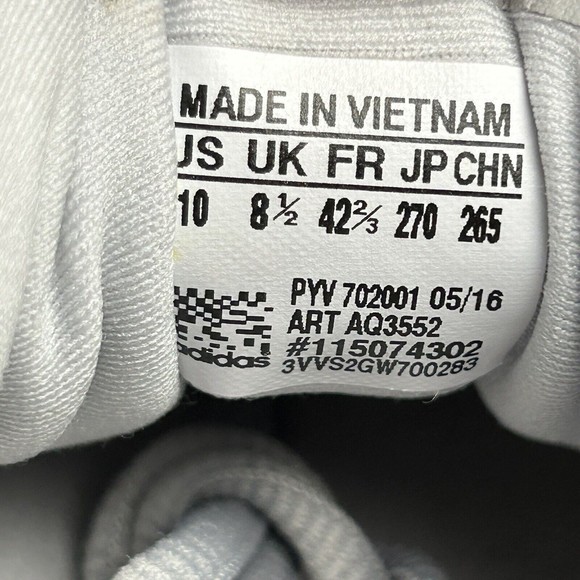 MADE IN VIETNAM
US UK FR JP CHN
10 8½ 42⅔ 270 265
PYV 702001 05/16
ART AQ3552
#115074302
3VVS2GW700283
adidas